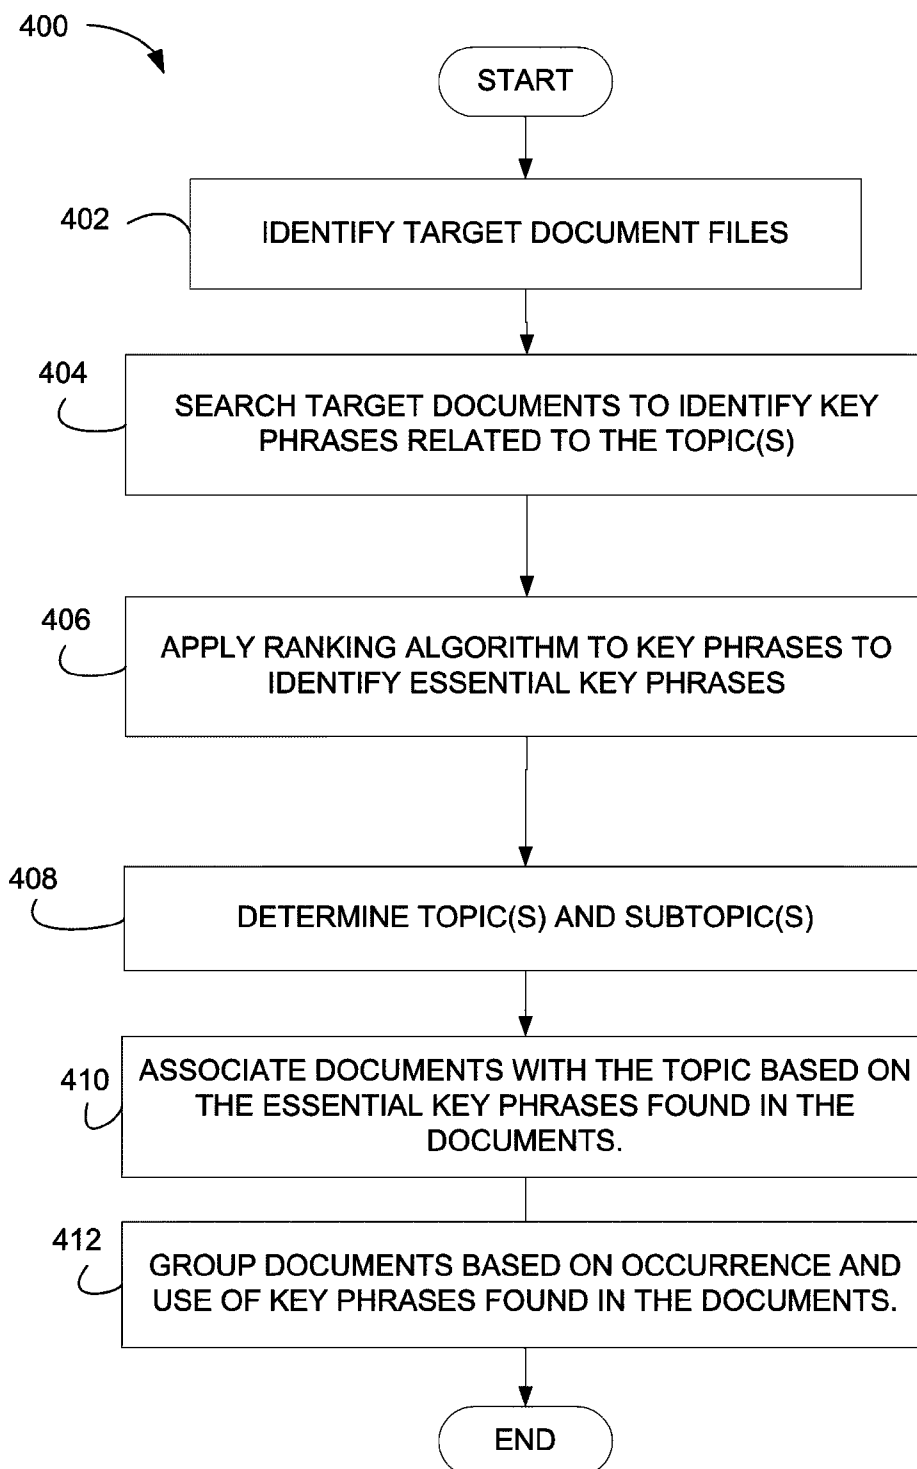 400
START
402
IDENTIFY TARGET DOCUMENT FILES
404
SEARCH TARGET DOCUMENTS TO IDENTIFY KEY
PHRASES RELATED TO THE TOPIC(S)
406
APPLY RANKING ALGORITHM TO KEY PHRASES TO
IDENTIFY ESSENTIAL KEY PHRASES
408
DETERMINE TOPIC(S) AND SUBTOPIC(S)
410
ASSOCIATE DOCUMENTS WITH THE TOPIC BASED ON
THE ESSENTIAL KEY PHRASES FOUND IN THE
DOCUMENTS.
412
GROUP DOCUMENTS BASED ON OCCURRENCE AND
USE OF KEY PHRASES FOUND IN THE DOCUMENTS.
END